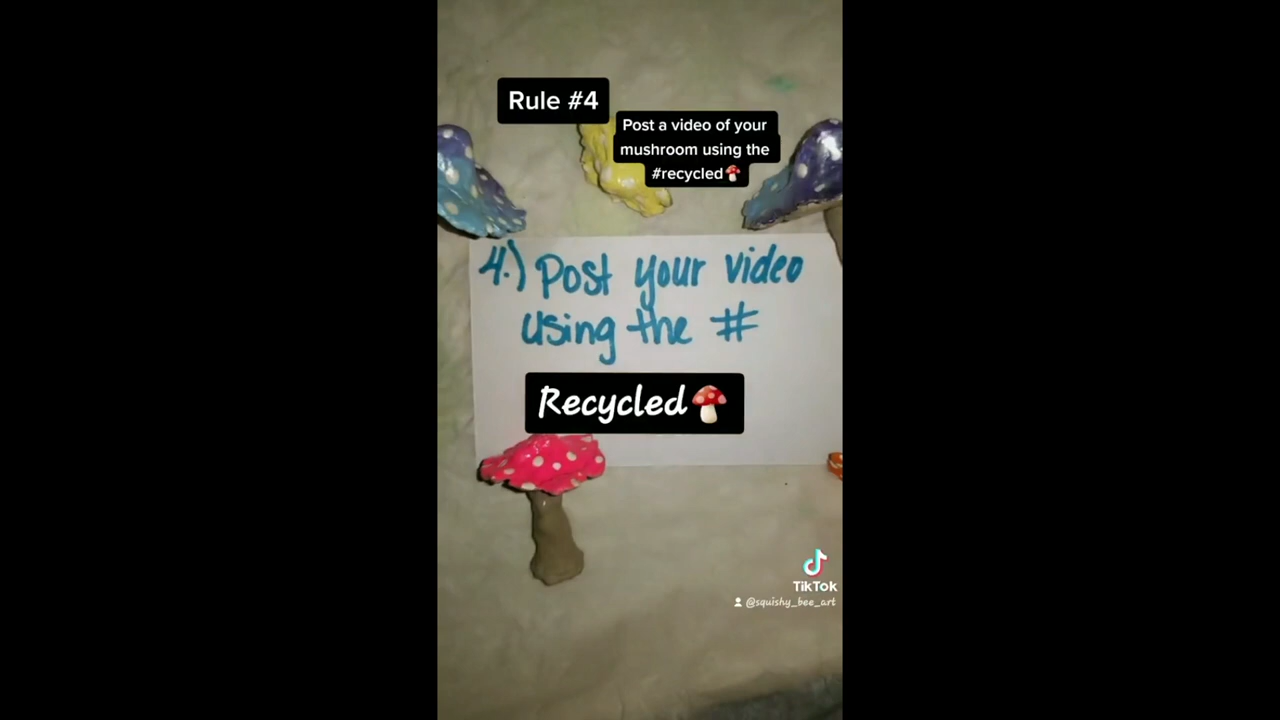 Rule #4
Post a video of your
mushroom using the
#recycled🍄
4.) Post your video
using the #
Recycled🍄
TikTok
@squishy_bee_art